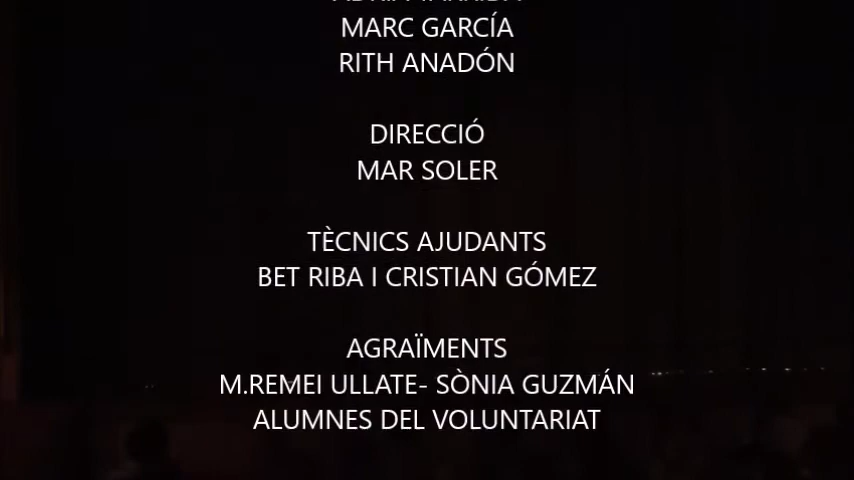 MARC GARCÍA
RITH ANADÓN
DIRECCIÓ
MAR SOLER
TÈCNICS AJUDANTS
BET RIBA I CRISTIAN GÓMEZ
AGRAÏMENTS
M.REMEI ULLATE- SÒNIA GUZMÁN
ALUMNES DEL VOLUNTARIAT